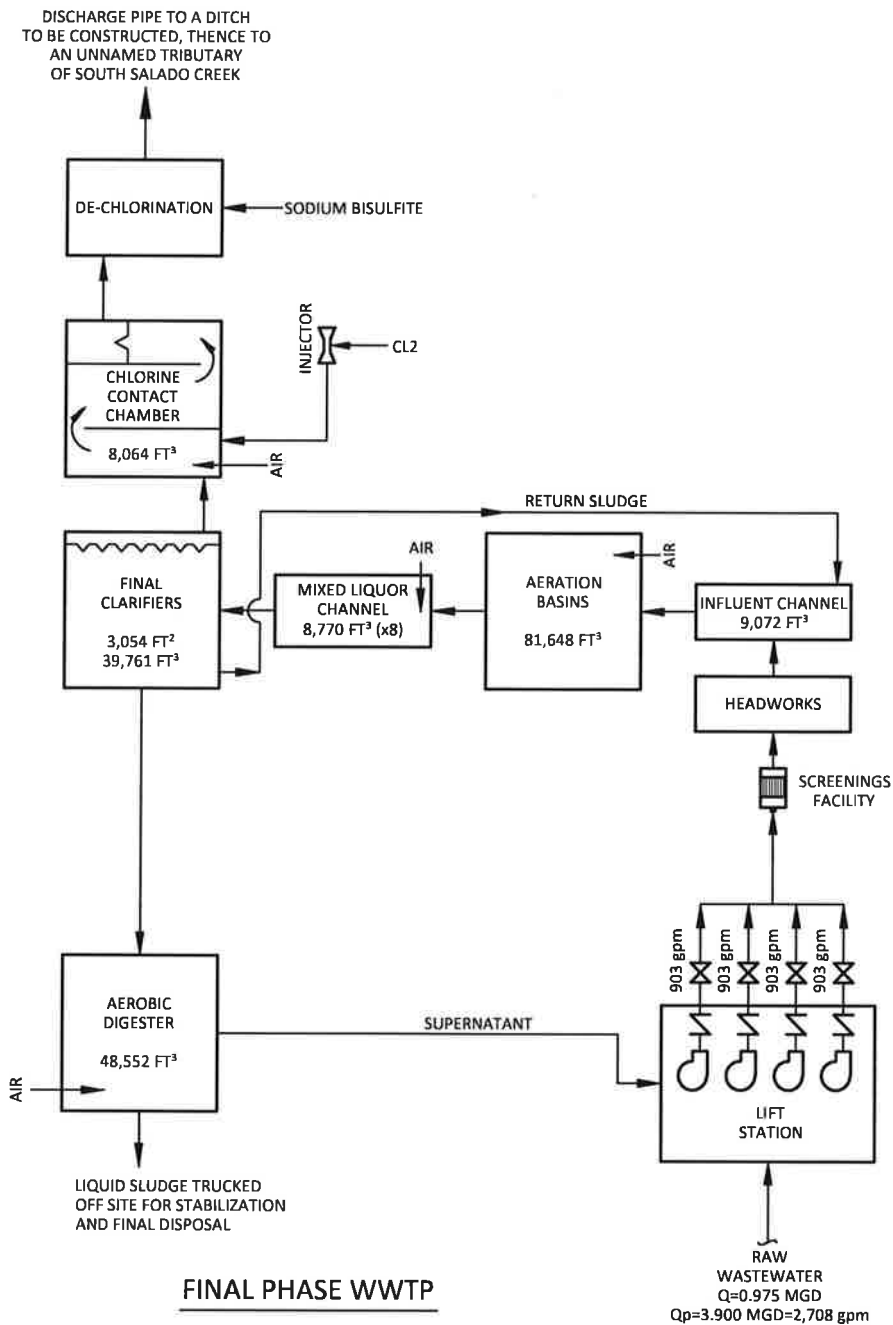 DISCHARGE PIPE TO A DITCH
TO BE CONSTRUCTED, THENCE TO
AN UNNAMED TRIBUTARY
OF SOUTH SALADO CREEK
DE-CHLORINATION
SODIUM BISULFITE
INJECTOR
CL2
CHLORINE
CONTACT
CHAMBER
8,064 FT³
AIR
RETURN SLUDGE
FINAL
CLARIFIERS
3,054 FT²
39,761 FT³
AIR
MIXED LIQUOR
CHANNEL
8,770 FT³ (x8)
AIR
AERATION
BASINS
81,648 FT³
INFLUENT CHANNEL
9,072 FT³
HEADWORKS
SCREENINGS
FACILITY
903 gpm
903 gpm
903 gpm
903 gpm
AEROBIC
DIGESTER
48,552 FT³
AIR
SUPERNATANT
LIFT
STATION
LIQUID SLUDGE TRUCKED
OFF SITE FOR STABILIZATION
AND FINAL DISPOSAL
RAW
WASTEWATER
Q=0.975 MGD
Qp=3.900 MGD=2,708 gpm
FINAL PHASE WWTP